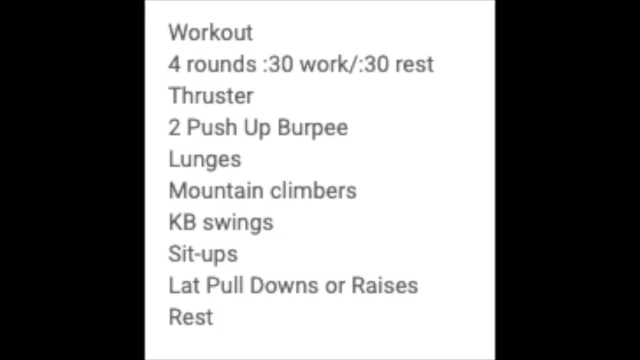 Workout
4 rounds :30 work/:30 rest
Thruster
2 Push Up Burpee
Lunges
Mountain climbers
KB swings
Sit-ups
Lat Pull Downs or Raises
Rest